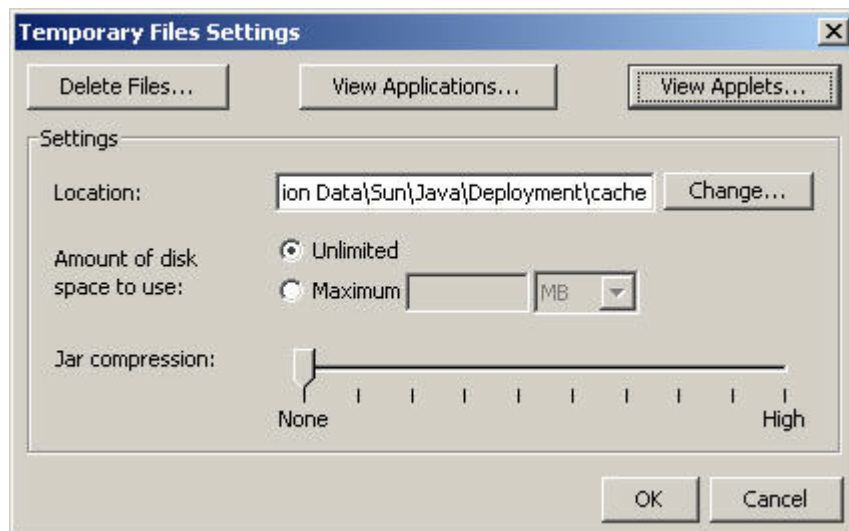 Temporary Files Settings
Delete Files...
View Applications...
View Applets...
Settings
Location:
ion Data\Sun\Java\Deployment\cache
Change...
Amount of disk
space to use:
Unlimited
Maximum
MB
Jar compression:
None
High
OK
Cancel